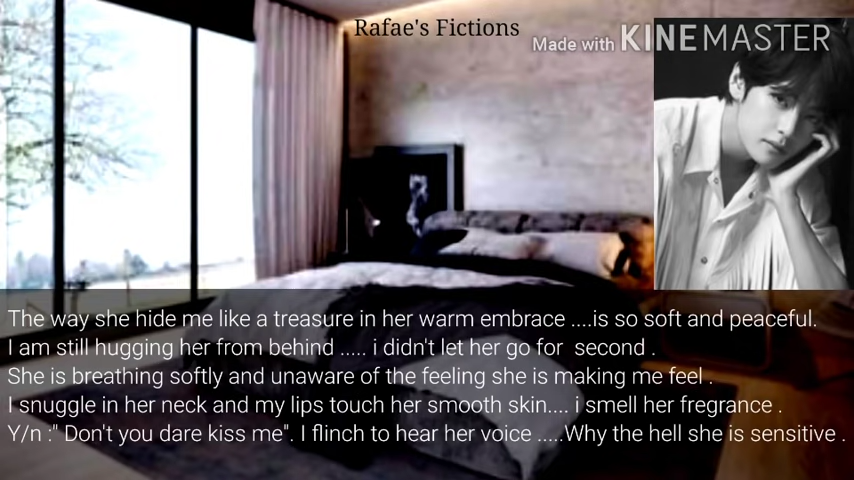 Rafae's Fictions
Made with KINEMASTER
The way she hide me like a treasure in her warm embrace ....is so soft and peaceful.
I am still hugging her from behind ..... i didn't let her go for  second .
She is breathing softly and unaware of the feeling she is making me feel .
I snuggle in her neck and my lips touch her smooth skin.... i smell her fregrance .
Y/n :" Don't you dare kiss me". I flinch to hear her voice .....Why the hell she is sensitive .